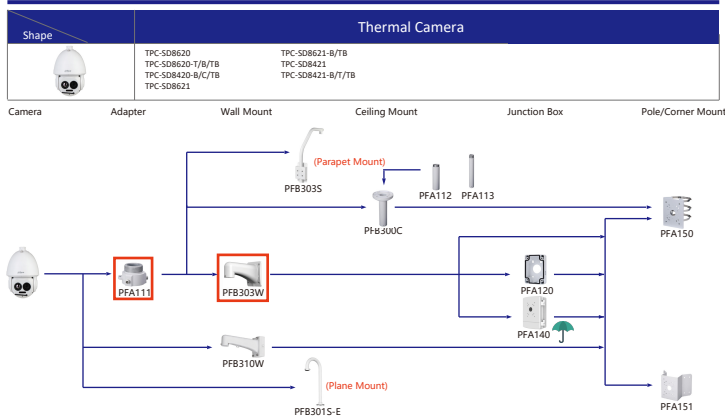 Thermal Camera
Shape
TPC-SD8620 TPC-SD8621-B/TB
TPC-SD8620-T/B/TB TPC-SD8421
TPC-SD8420-B/C/TB TPC-SD8421-B/T/TB
TPC-SD8621
Camera Adapter Wall Mount Ceiling Mount Junction Box Pole/Corner Mount
(Parapet Mount)
PFB303S
PFA112 PFA113
PFB300C
PFA150
PFA111
PFB303W
PFA120
PFA140
PFB310W
(Plane Mount)
PFB301S-E
PFA151